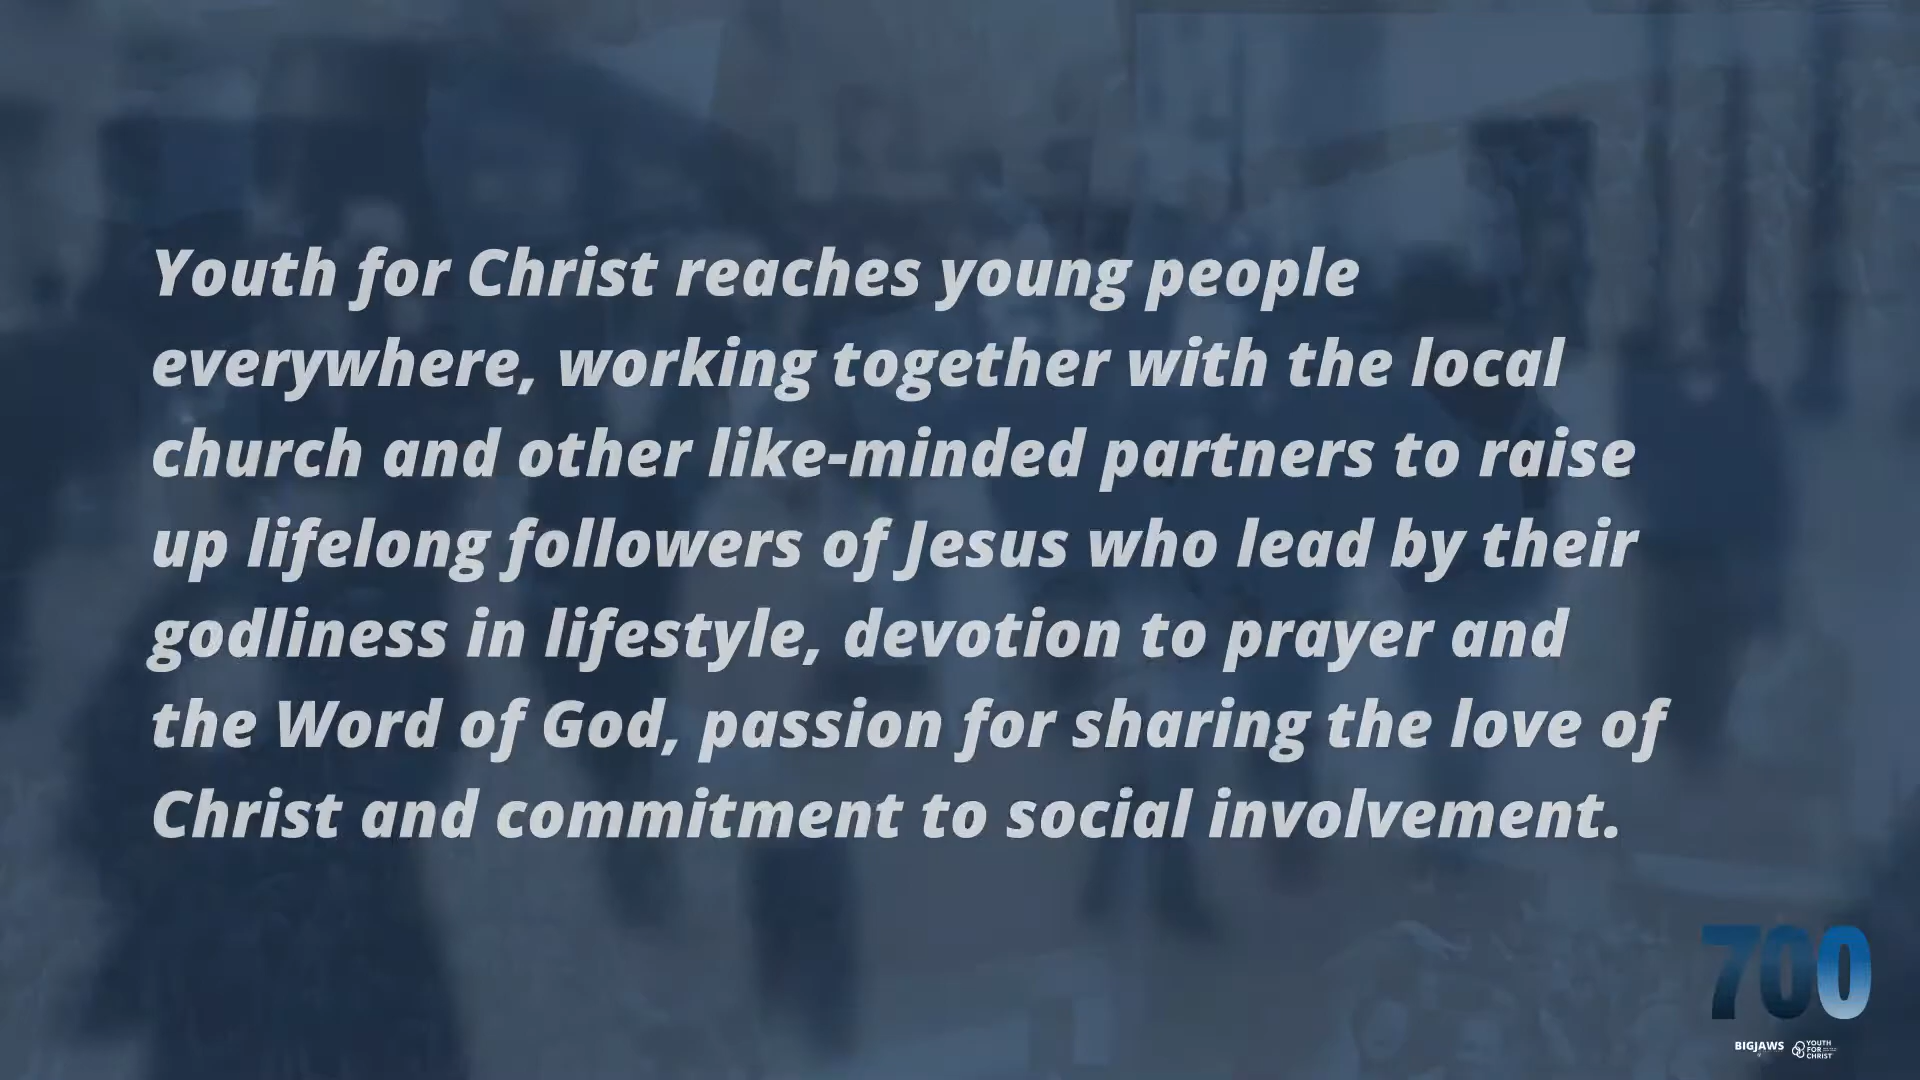 Youth for Christ reaches young people
everywhere, working together with the local
church and other like-minded partners to raise
up lifelong followers of Jesus who lead by their
godliness in lifestyle, devotion to prayer and
the Word of God, passion for sharing the love of
Christ and commitment to social involvement.
700
BIGJAWS
YOUTH
FOR
CHRIST